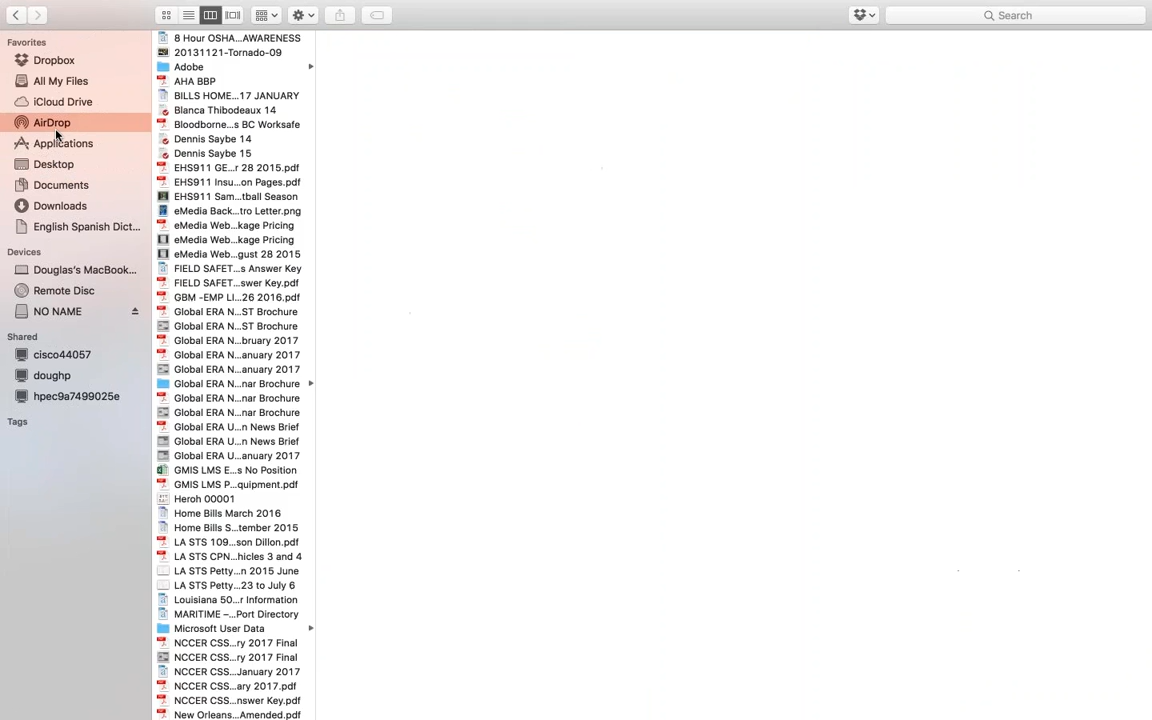 Search
Favorites
Dropbox
All My Files
iCloud Drive
AirDrop
Applications
Desktop
Documents
Downloads
English Spanish Dict...
Devices
Douglas's MacBook...
Remote Disc
NO NAME
Shared
cisco44057
doughp
hpec9a7499025e
Tags
8 Hour OSHA...AWARENESS
20131121-Tornado-09
Adobe
AHA BBP
BILLS HOME...17 JANUARY
Blanca Thibodeaux 14
Bloodborne...s BC Worksafe
Dennis Saybe 14
Dennis Saybe 15
EHS911 GE...r 28 2015.pdf
EHS911 Insu...on Pages.pdf
EHS911 Sam...tball Season
eMedia Back...tro Letter.png
eMedia Web...kage Pricing
eMedia Web...kage Pricing
eMedia Web...gust 28 2015
FIELD SAFET...s Answer Key
FIELD SAFET...swer Key.pdf
GBM -EMP LI...26 2016.pdf
Global ERA N...ST Brochure
Global ERA N...ST Brochure
Global ERA N...bruary 2017
Global ERA N...anuary 2017
Global ERA N...anuary 2017
Global ERA N...nar Brochure
Global ERA N...nar Brochure
Global ERA N...nar Brochure
Global ERA U...n News Brief
Global ERA U...n News Brief
Global ERA U...anuary 2017
GMIS LMS E...s No Position
GMIS LMS P...quipment.pdf
Heroh 00001
Home Bills March 2016
Home Bills S...tember 2015
LA STS 109...son Dillon.pdf
LA STS CPN...hicles 3 and 4
LA STS Petty...n 2015 June
LA STS Petty...23 to July 6
Louisiana 50...r Information
MARITIME –...Port Directory
Microsoft User Data
NCCER CSS...ry 2017 Final
NCCER CSS...ry 2017 Final
NCCER CSS...January 2017
NCCER CSS...ary 2017.pdf
NCCER CSS...nswer Key.pdf
New Orleans...Amended.pdf